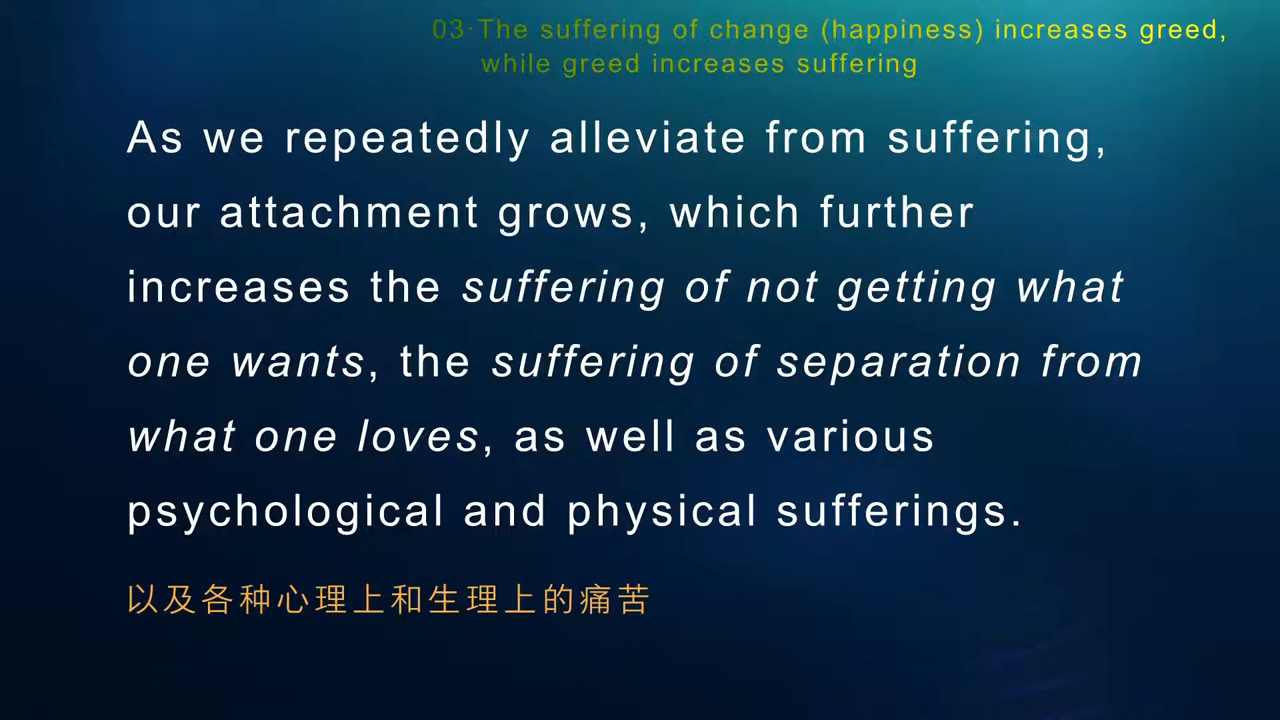 03·The suffering of change (happiness) increases greed,
while greed increases suffering
As we repeatedly alleviate from suffering,
our attachment grows, which further
increases the suffering of not getting what
one wants, the suffering of separation from
what one loves, as well as various
psychological and physical sufferings.
以及各种心理上和生理上的痛苦